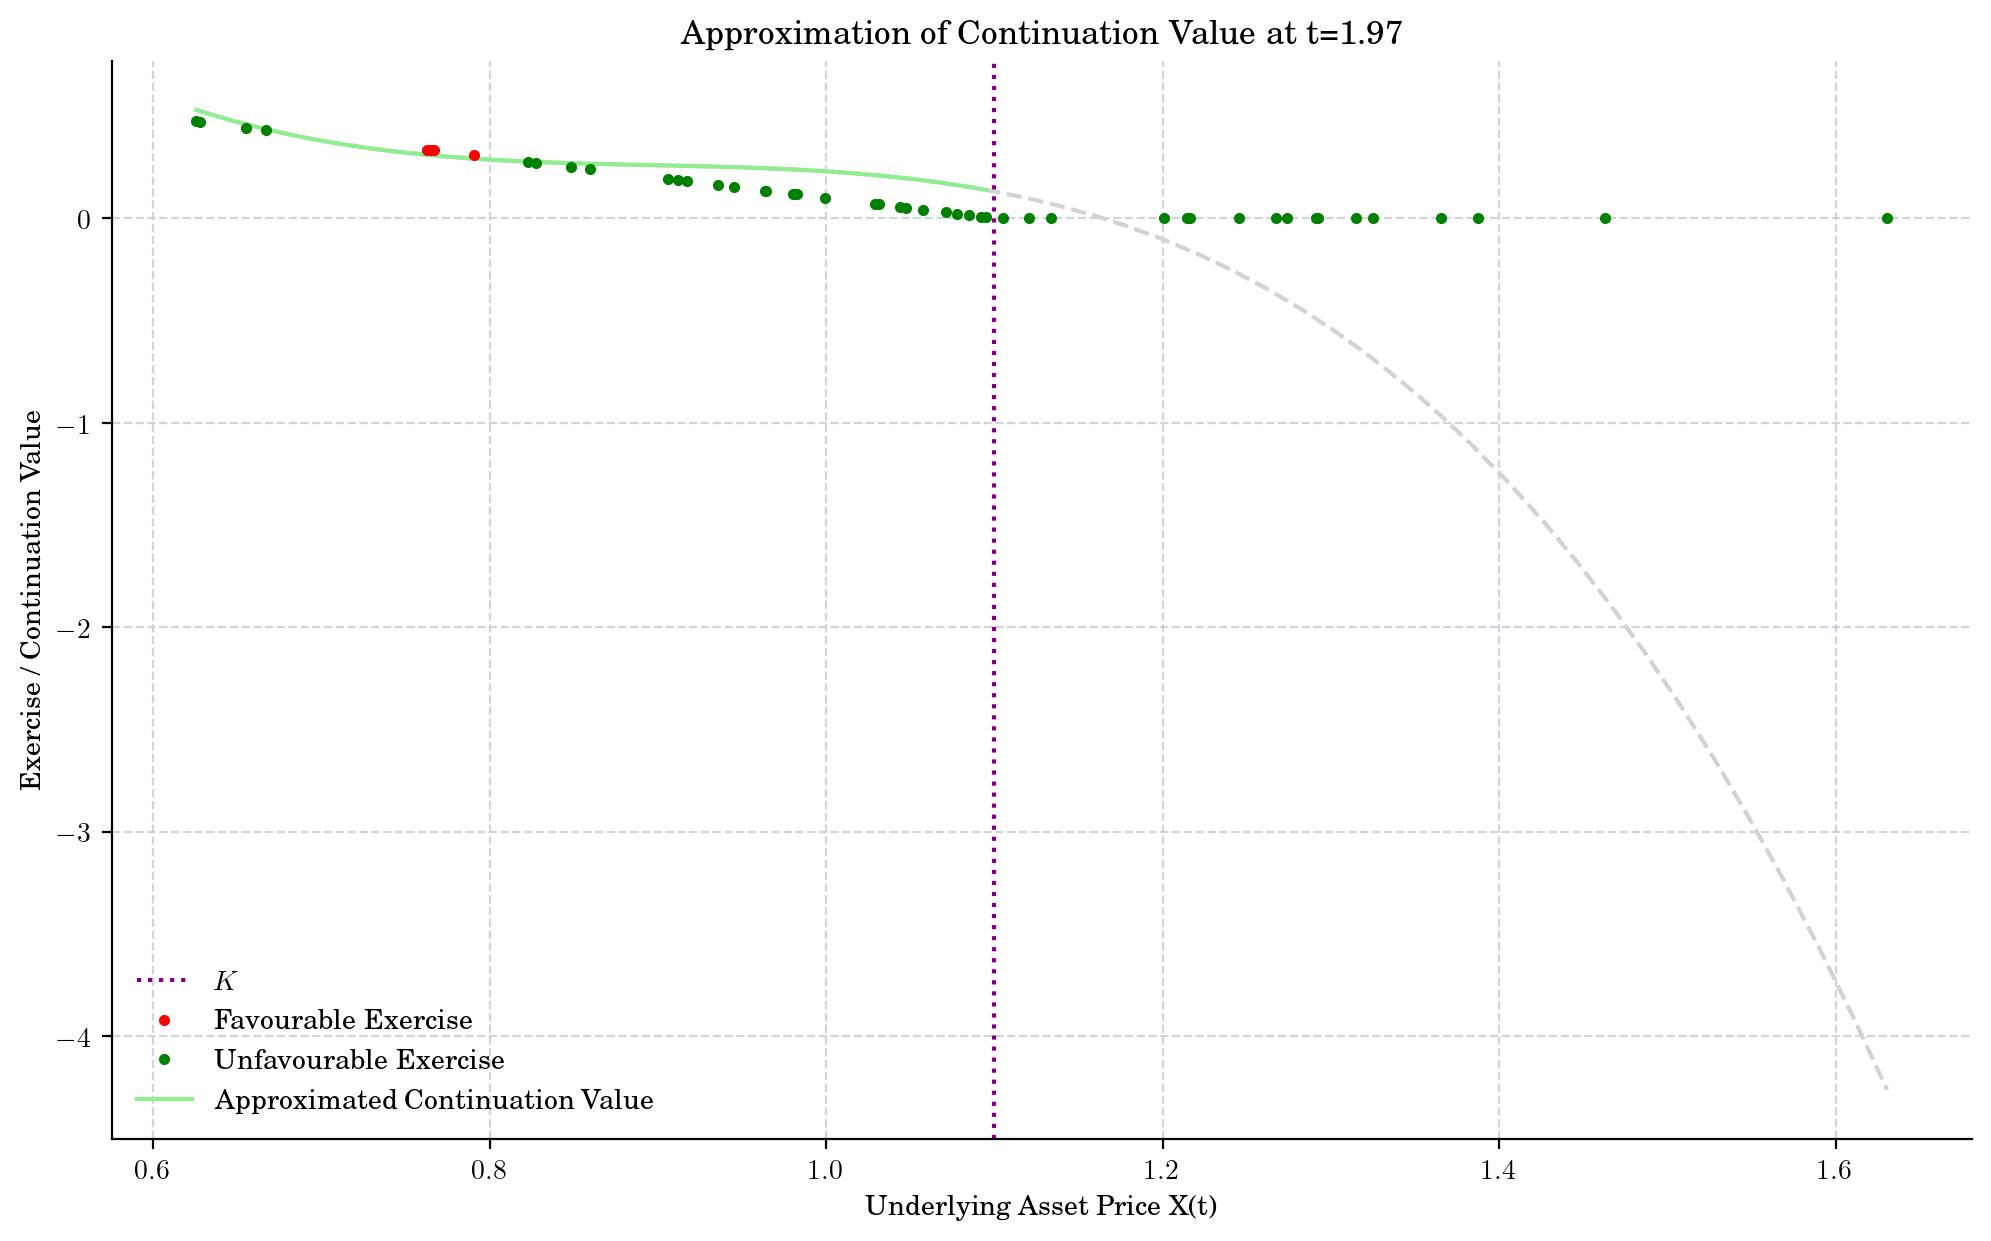 Approximation of Continuation Value at t=1.97
Exercise / Continuation Value
0
−1
−2
−3
−4
K
Favourable Exercise
Unfavourable Exercise
Approximated Continuation Value
0.6 0.8 1.0 1.2 1.4 1.6
Underlying Asset Price X(t)